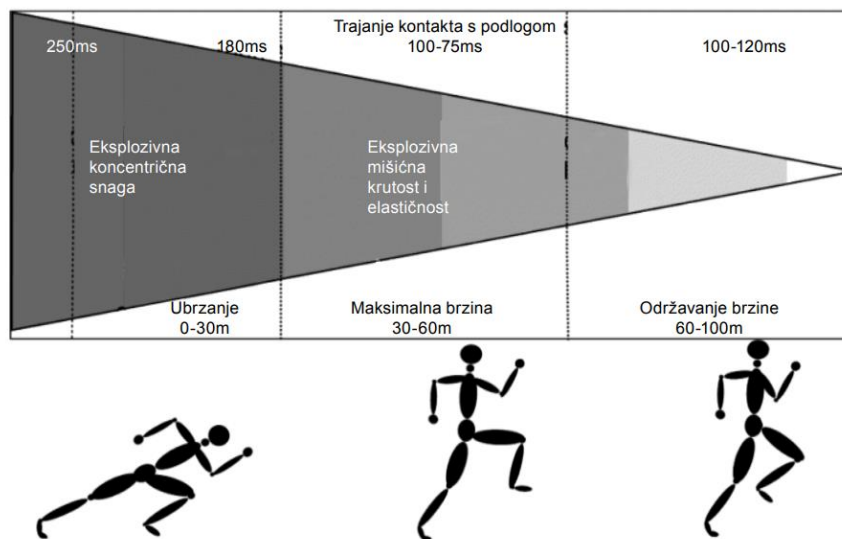 Trajanje kontakta s podlogom
250ms
180ms
100-75ms
100-120ms
Eksplozivna
koncentrična
snaga
Eksplozivna
mišićna
krutost i
elastičnost
Ubrzanje
0-30m
Maksimalna brzina
30-60m
Održavanje brzine
60-100m